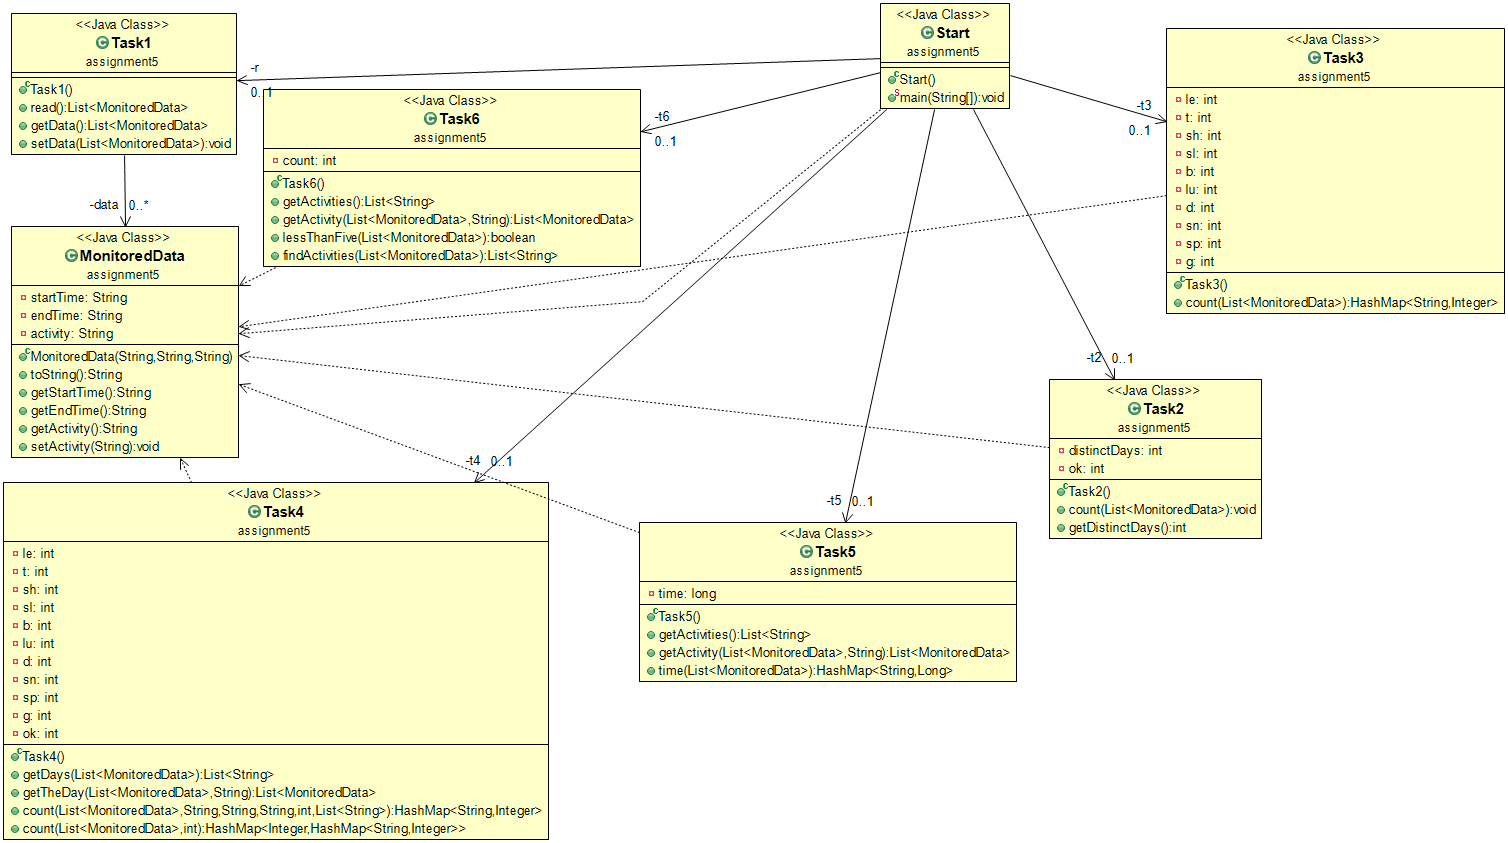 <<Java Class>>
Task1
assignment5
Task1()
read():List<MonitoredData>
getData():List<MonitoredData>
setData(List<MonitoredData>):void
<<Java Class>>
Start
assignment5
Start()
main(String[]):void
<<Java Class>>
Task3
assignment5
le: int
t: int
sh: int
sl: int
b: int
lu: int
d: int
sn: int
sp: int
g: int
Task3()
count(List<MonitoredData>):HashMap<String,Integer>
-r
0..1
-t6
0..1
-t3
0..1
<<Java Class>>
Task6
assignment5
count: int
Task6()
getActivities():List<String>
getActivity(List<MonitoredData>,String):List<MonitoredData>
lessThanFive(List<MonitoredData>):boolean
findActivities(List<MonitoredData>):List<String>
-data 0..*
<<Java Class>>
MonitoredData
assignment5
startTime: String
endTime: String
activity: String
MonitoredData(String,String,String)
toString():String
getStartTime():String
getEndTime():String
getActivity():String
setActivity(String):void
-t2 0..1
<<Java Class>>
Task2
assignment5
distinctDays: int
ok: int
Task2()
count(List<MonitoredData>):void
getDistinctDays():int
-t4 0..1
<<Java Class>>
Task4
assignment5
le: int
t: int
sh: int
sl: int
b: int
lu: int
d: int
sn: int
sp: int
g: int
ok: int
Task4()
getDays(List<MonitoredData>):List<String>
getTheDay(List<MonitoredData>,String):List<MonitoredData>
count(List<MonitoredData>,String,String,String,int,List<String>):HashMap<String,Integer>
count(List<MonitoredData>,int):HashMap<Integer,HashMap<String,Integer>>
-t5 0..1
<<Java Class>>
Task5
assignment5
time: long
Task5()
getActivities():List<String>
getActivity(List<MonitoredData>,String):List<MonitoredData>
time(List<MonitoredData>):HashMap<String,Long>